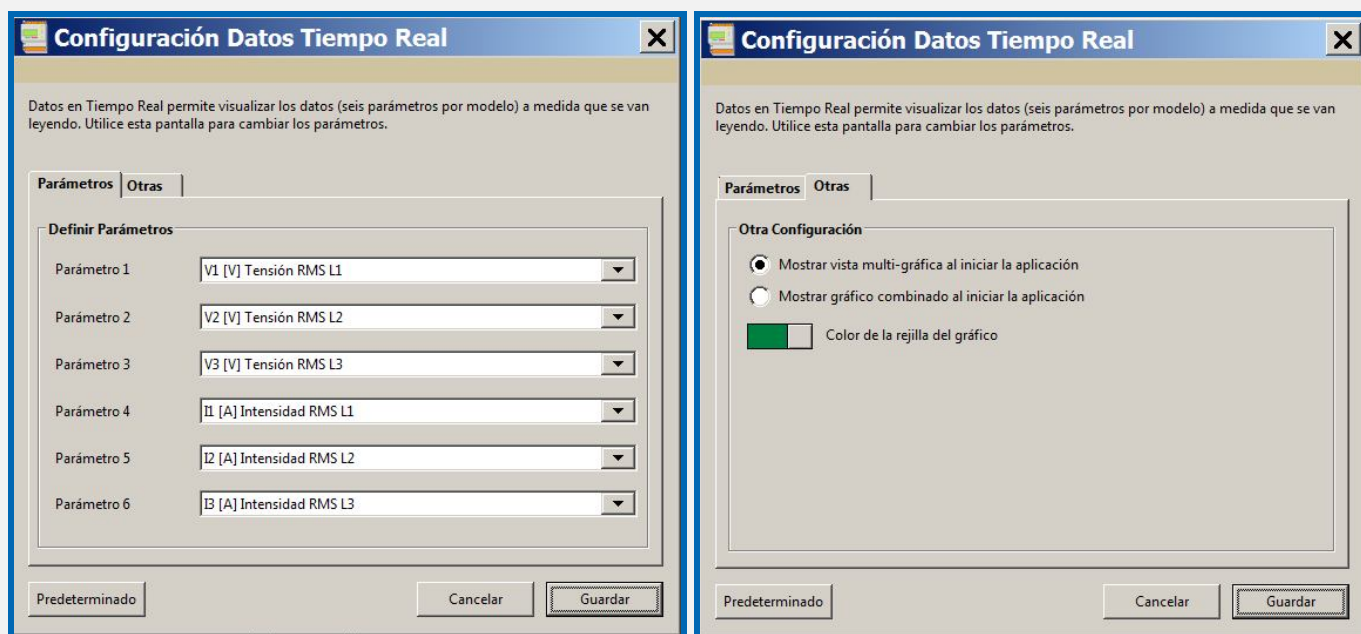 Configuración Datos Tiempo Real
Datos en Tiempo Real permite visualizar los datos (seis parámetros por modelo) a medida que se van
leyendo. Utilice esta pantalla para cambiar los parámetros.
Parámetros Otras
Definir Parámetros
Parámetro 1 V1 [V] Tensión RMS L1
Parámetro 2 V2 [V] Tensión RMS L2
Parámetro 3 V3 [V] Tensión RMS L3
Parámetro 4 I1 [A] Intensidad RMS L1
Parámetro 5 I2 [A] Intensidad RMS L2
Parámetro 6 I3 [A] Intensidad RMS L3
Predeterminado Cancelar Guardar
Configuración Datos Tiempo Real
Datos en Tiempo Real permite visualizar los datos (seis parámetros por modelo) a medida que se van
leyendo. Utilice esta pantalla para cambiar los parámetros.
Parámetros Otras
Otra Configuración
Mostrar vista multi-gráfica al iniciar la aplicación
Mostrar gráfico combinado al iniciar la aplicación
Color de la rejilla del gráfico
Predeterminado Cancelar Guardar